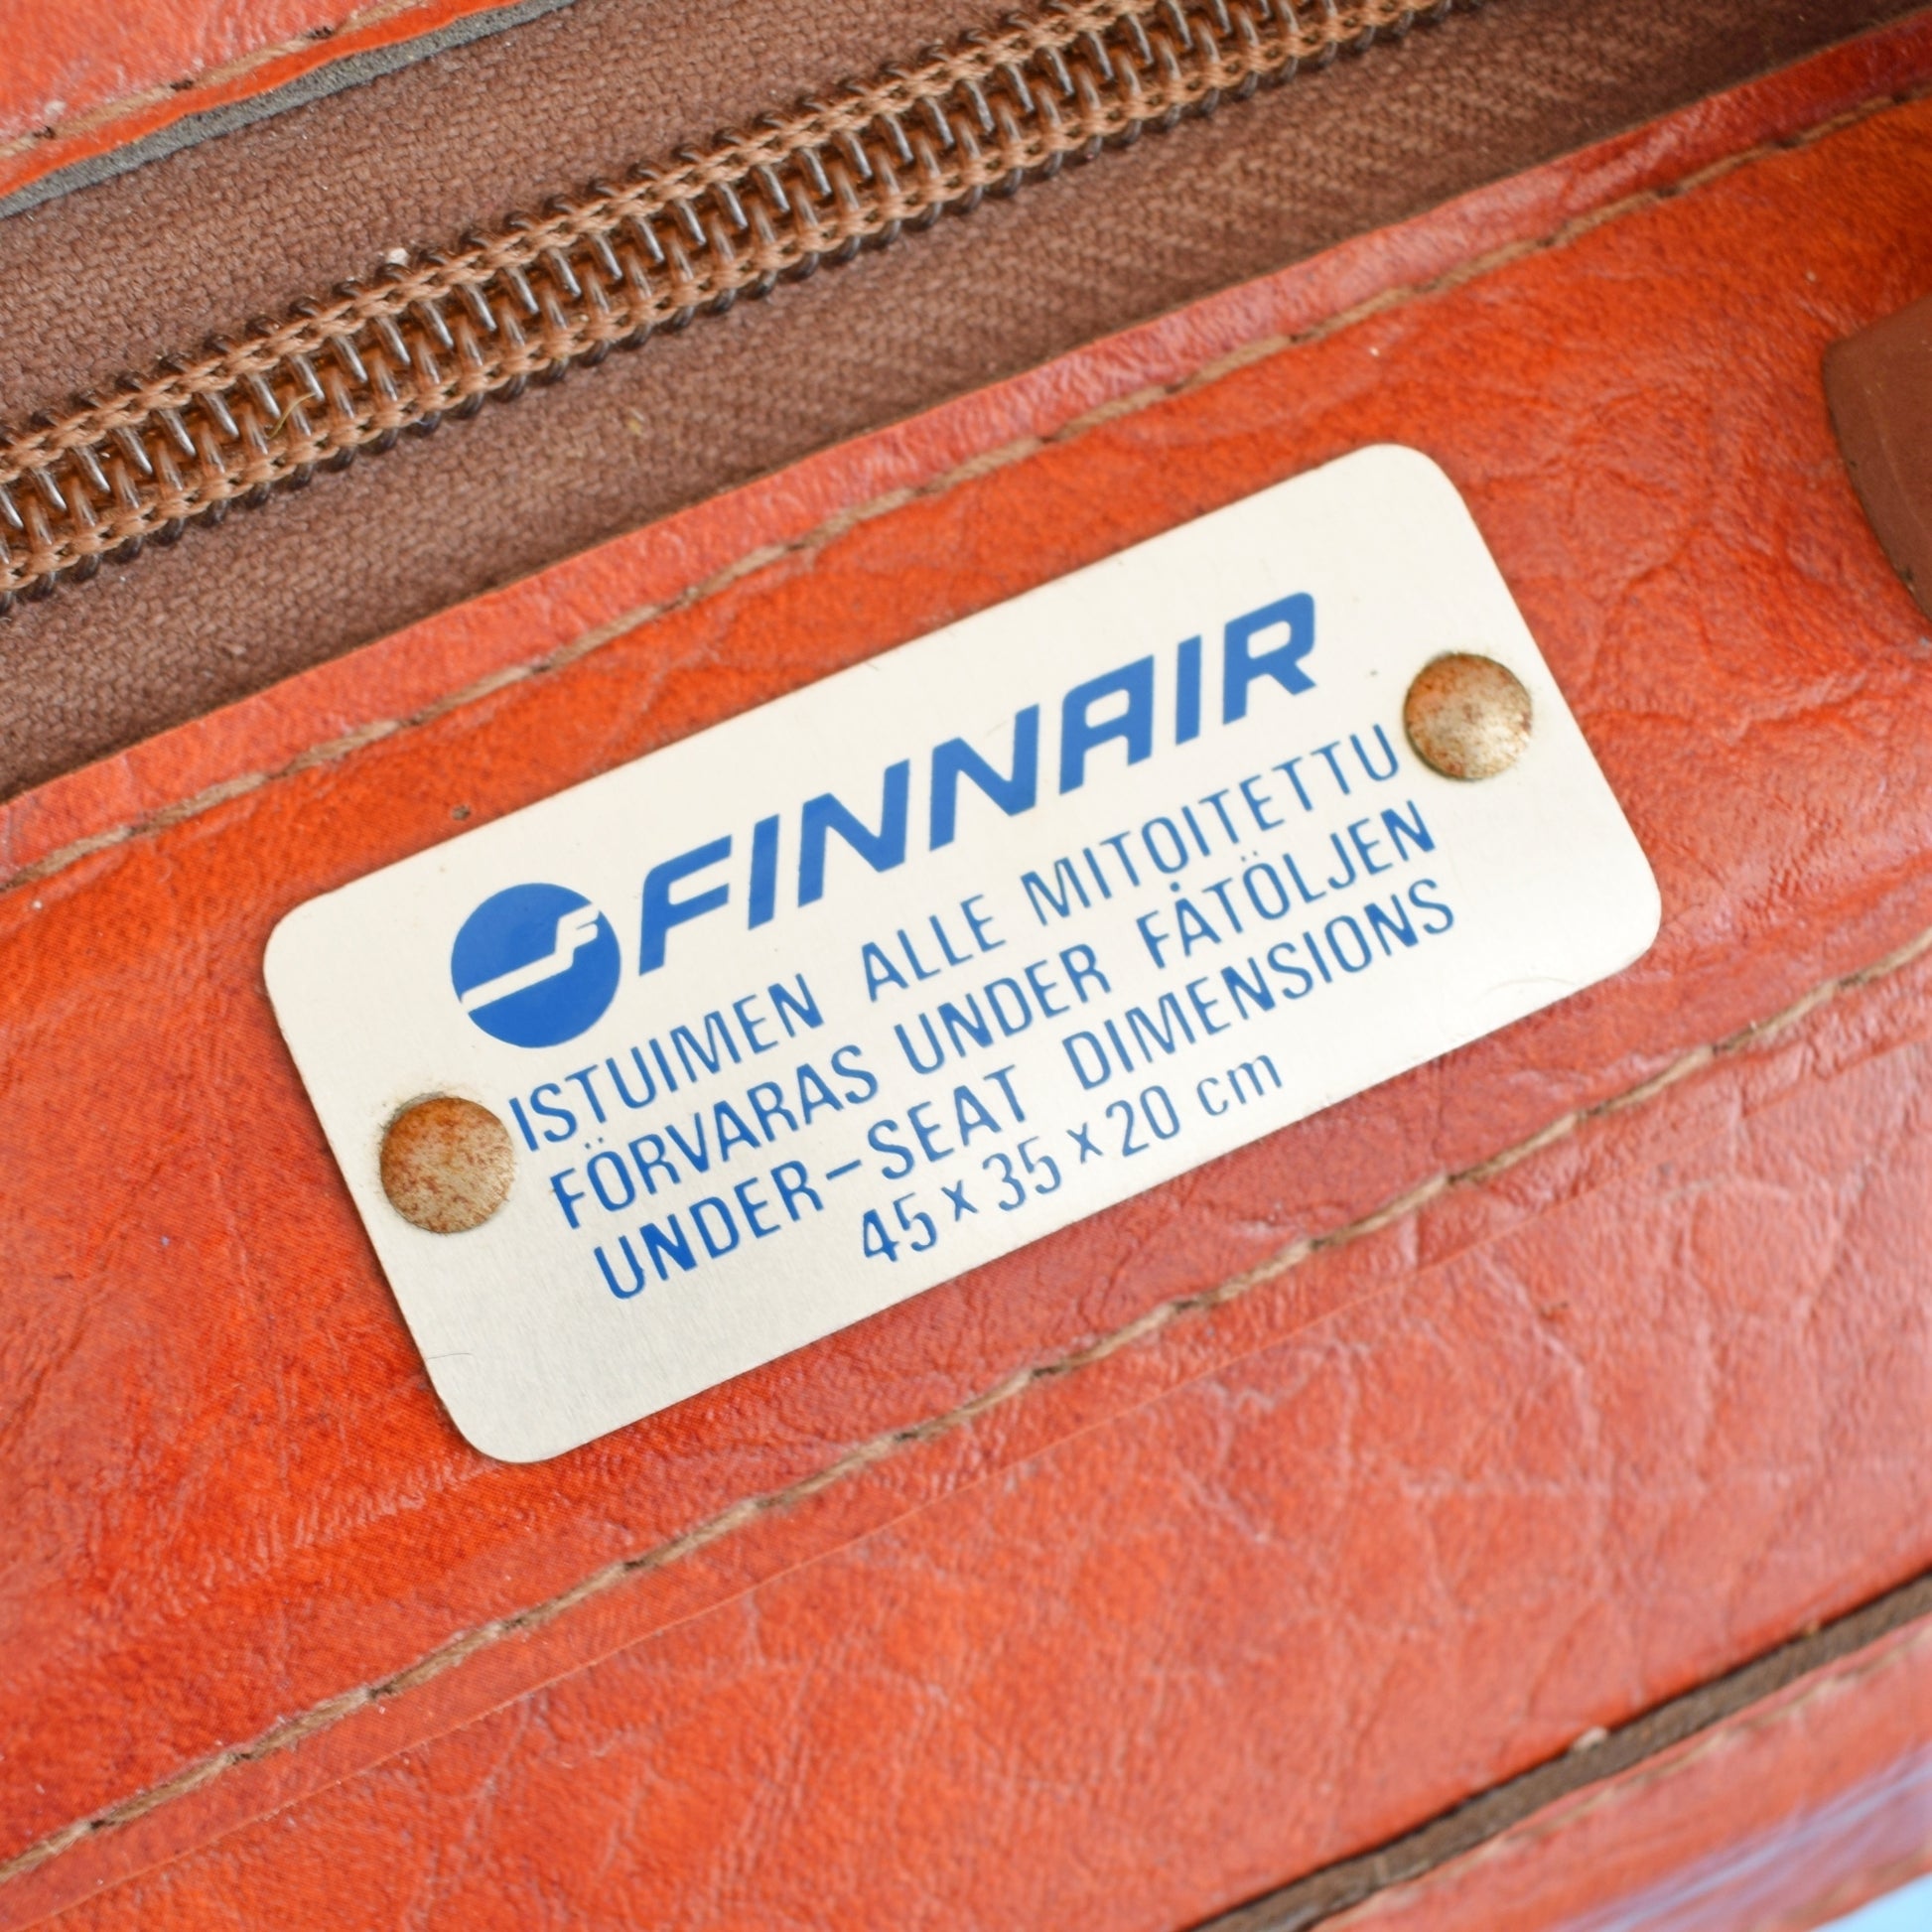 FINNAIR
ISTUIMEN ALLE MITOITETTU
FÖRVARAS UNDER FÅTÖLJEN
UNDER-SEAT DIMENSIONS
45 x 35 x 20 cm